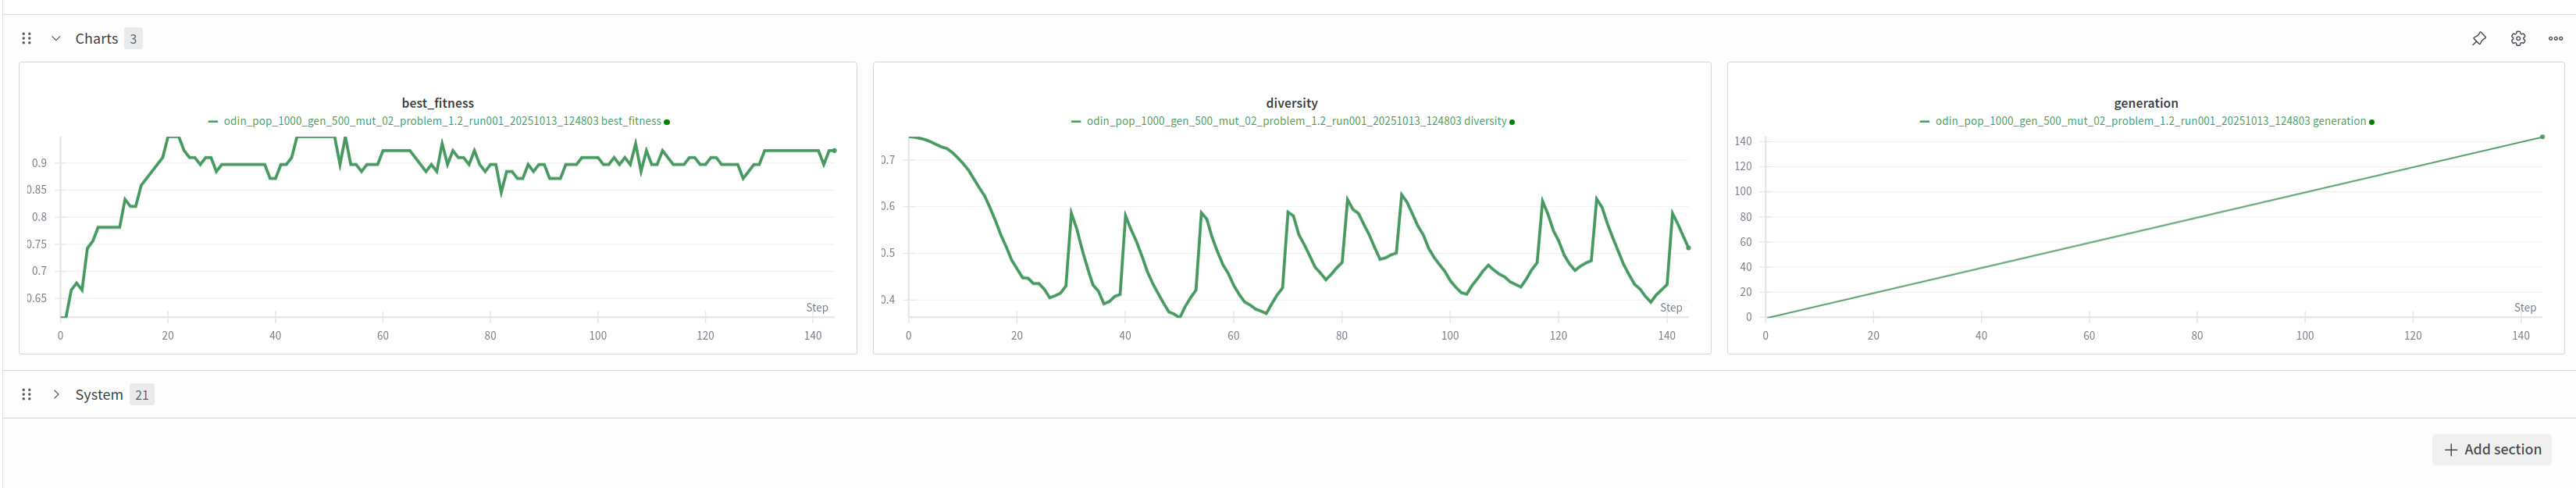 Charts 3
best_fitness
odin_pop_1000_gen_500_mut_02_problem_1.2_run001_20251013_124803 best_fitness
0.9
0.85
0.8
0.75
0.7
0.65
Step
0 20 40 60 80 100 120 140
diversity
odin_pop_1000_gen_500_mut_02_problem_1.2_run001_20251013_124803 diversity
0.7
0.6
0.5
0.4
Step
0 20 40 60 80 100 120 140
generation
odin_pop_1000_gen_500_mut_02_problem_1.2_run001_20251013_124803 generation
140
120
100
80
60
40
20
0
Step
0 20 40 60 80 100 120 140
System 21
Add section